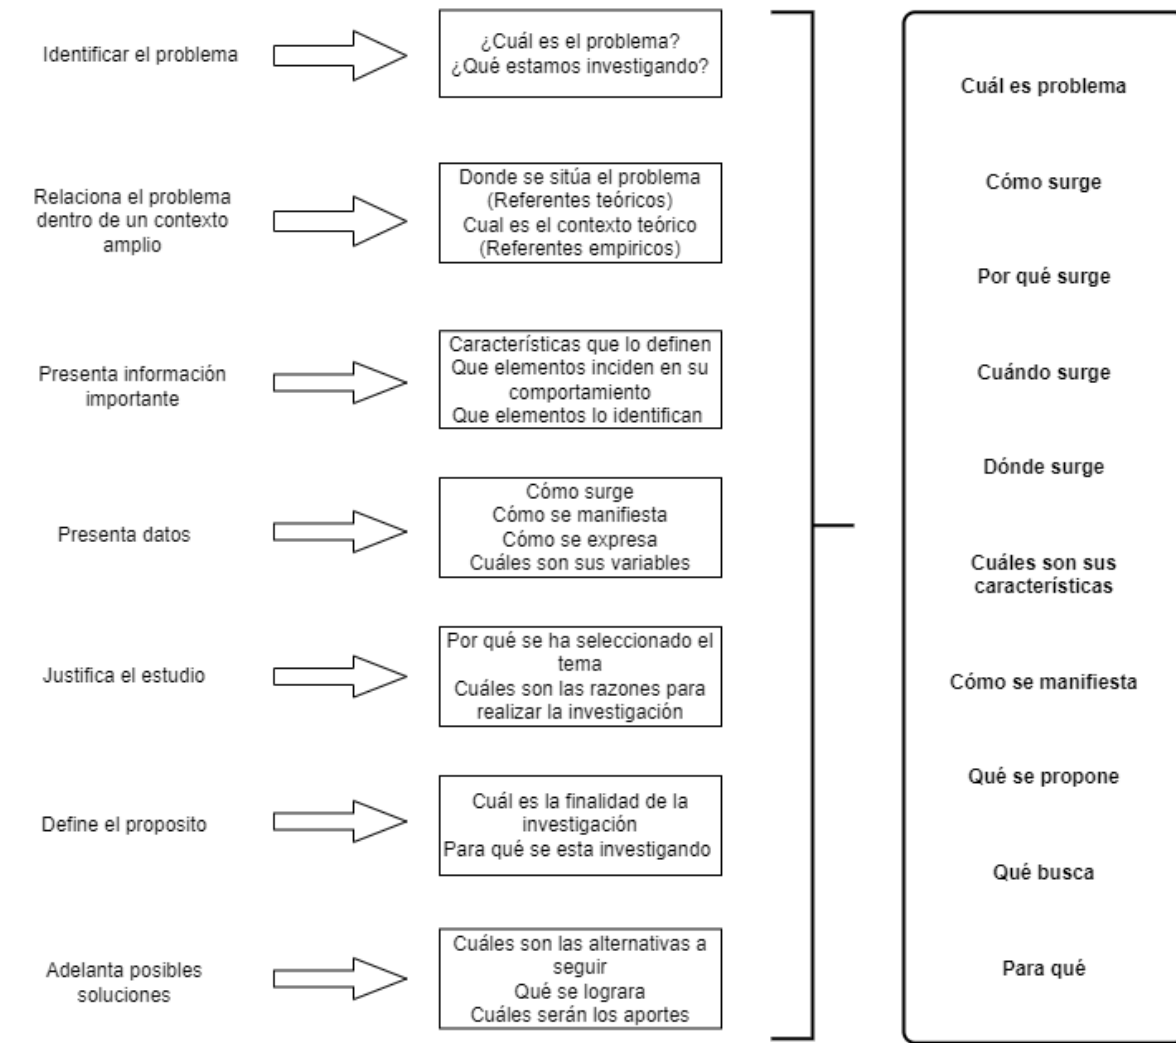 Identificar el problema
¿Cuál es el problema?
¿Qué estamos investigando?
Relaciona el problema
dentro de un contexto
amplio
Donde se sitúa el problema
(Referentes teóricos)
Cual es el contexto teórico
(Referentes empiricos)
Presenta información
importante
Características que lo definen
Que elementos inciden en su
comportamiento
Que elementos lo identifican
Presenta datos
Cómo surge
Cómo se manifiesta
Cómo se expresa
Cuáles son sus variables
Justifica el estudio
Por qué se ha seleccionado el
tema
Cuáles son las razones para
realizar la investigación
Define el proposito
Cuál es la finalidad de la
investigación
Para qué se esta investigando
Adelanta posibles
soluciones
Cuáles son las alternativas a
seguir
Qué se lograra
Cuáles serán los aportes
Cuál es problema
Cómo surge
Por qué surge
Cuándo surge
Dónde surge
Cuáles son sus
características
Cómo se manifiesta
Qué se propone
Qué busca
Para qué